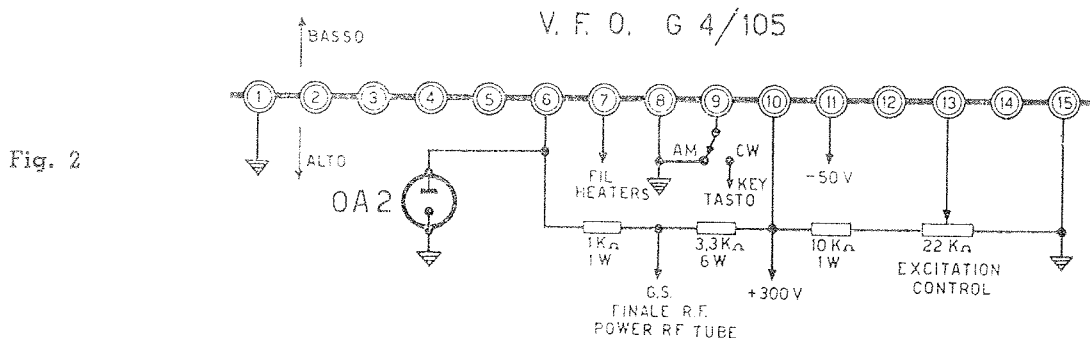 V. F. O. G 4/105
BASSO
1 2 3 4 5 6 7 8 9 10 11 12 13 14 15
Fig. 2
ALTO
AM
CW
FIL
HEATERS
KEY
TASTO
-50 V
0A2
1KΩ
1W
3,3KΩ
6W
10KΩ
1W
22KΩ
EXCITATION
CONTROL
G.S.
FINALE R.F.
POWER RF TUBE
+300V